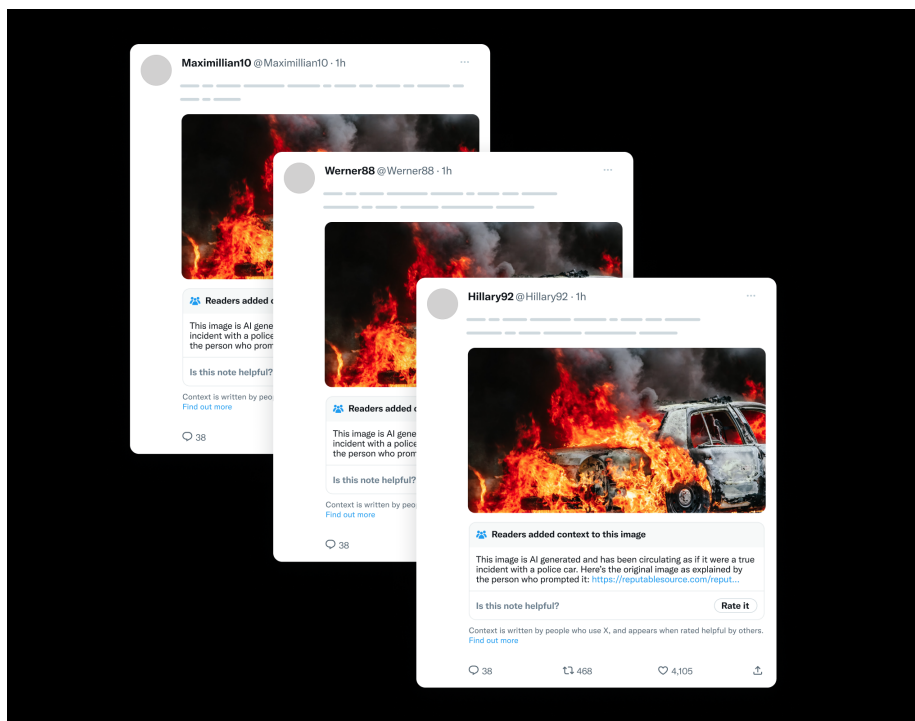 Maximillian10 @Maximillian10 · 1h
Readers added
This image is AI gene
incident with a police
the person who prom
Is this note helpful?
Context is written by peo
Find out more
38
Werner88 @Werner88 · 1h
Readers added
This image is AI gene
incident with a police
the person who prom
Is this note helpful?
Context is written by peo
Find out more
38
Hillary92 @Hillary92 · 1h
Readers added context to this image
This image is AI generated and has been circulating as if it were a true
incident with a police car. Here's the original image as explained by
the person who prompted it: https://reputablesource.com/reput...
Is this note helpful? Rate it
Context is written by people who use X, and appears when rated helpful by others.
Find out more
38 468 4,105